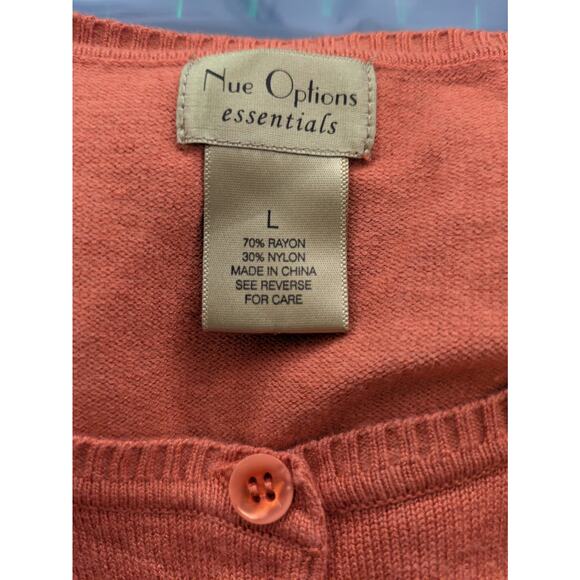 Nue Options
essentials
L
70% RAYON
30% NYLON
MADE IN CHINA
SEE REVERSE
FOR CARE